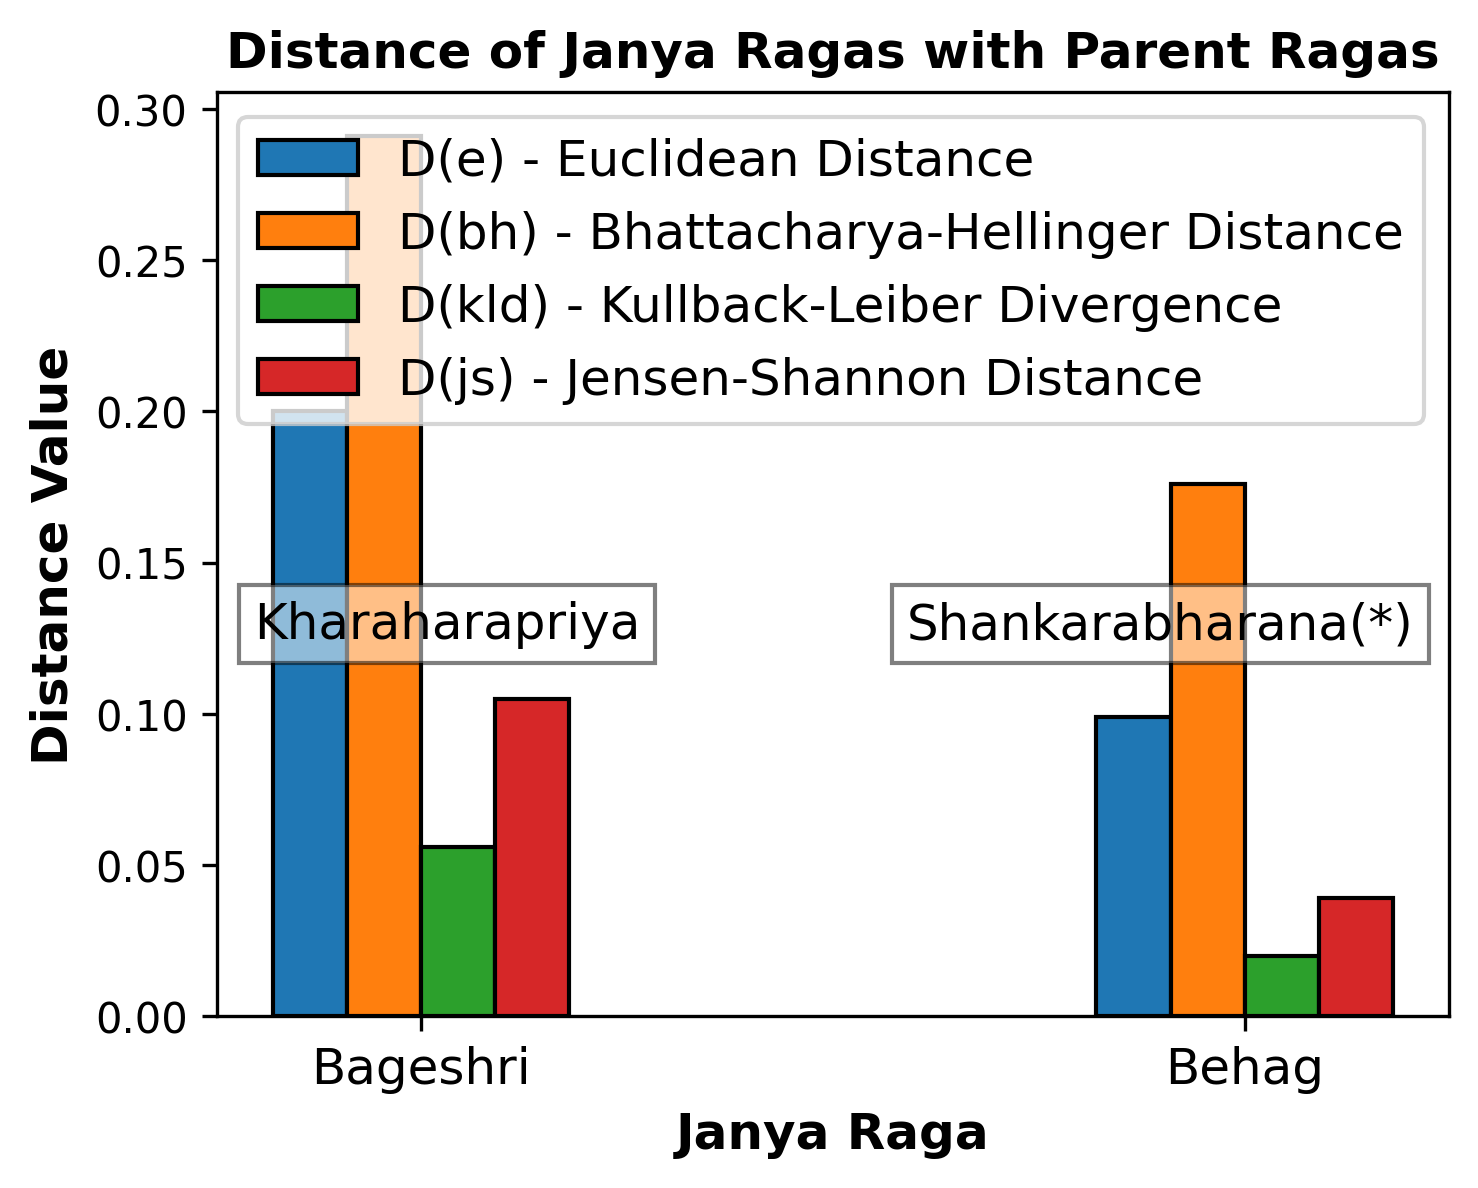 Distance of Janya Ragas with Parent Ragas
0.30
0.25
0.20
0.15
0.10
0.05
0.00
Distance Value
D(e) - Euclidean Distance
D(bh) - Bhattacharya-Hellinger Distance
D(kld) - Kullback-Leiber Divergence
D(js) - Jensen-Shannon Distance
Kharaharapriya
Shankarabharana(*)
Bageshri
Behag
Janya Raga